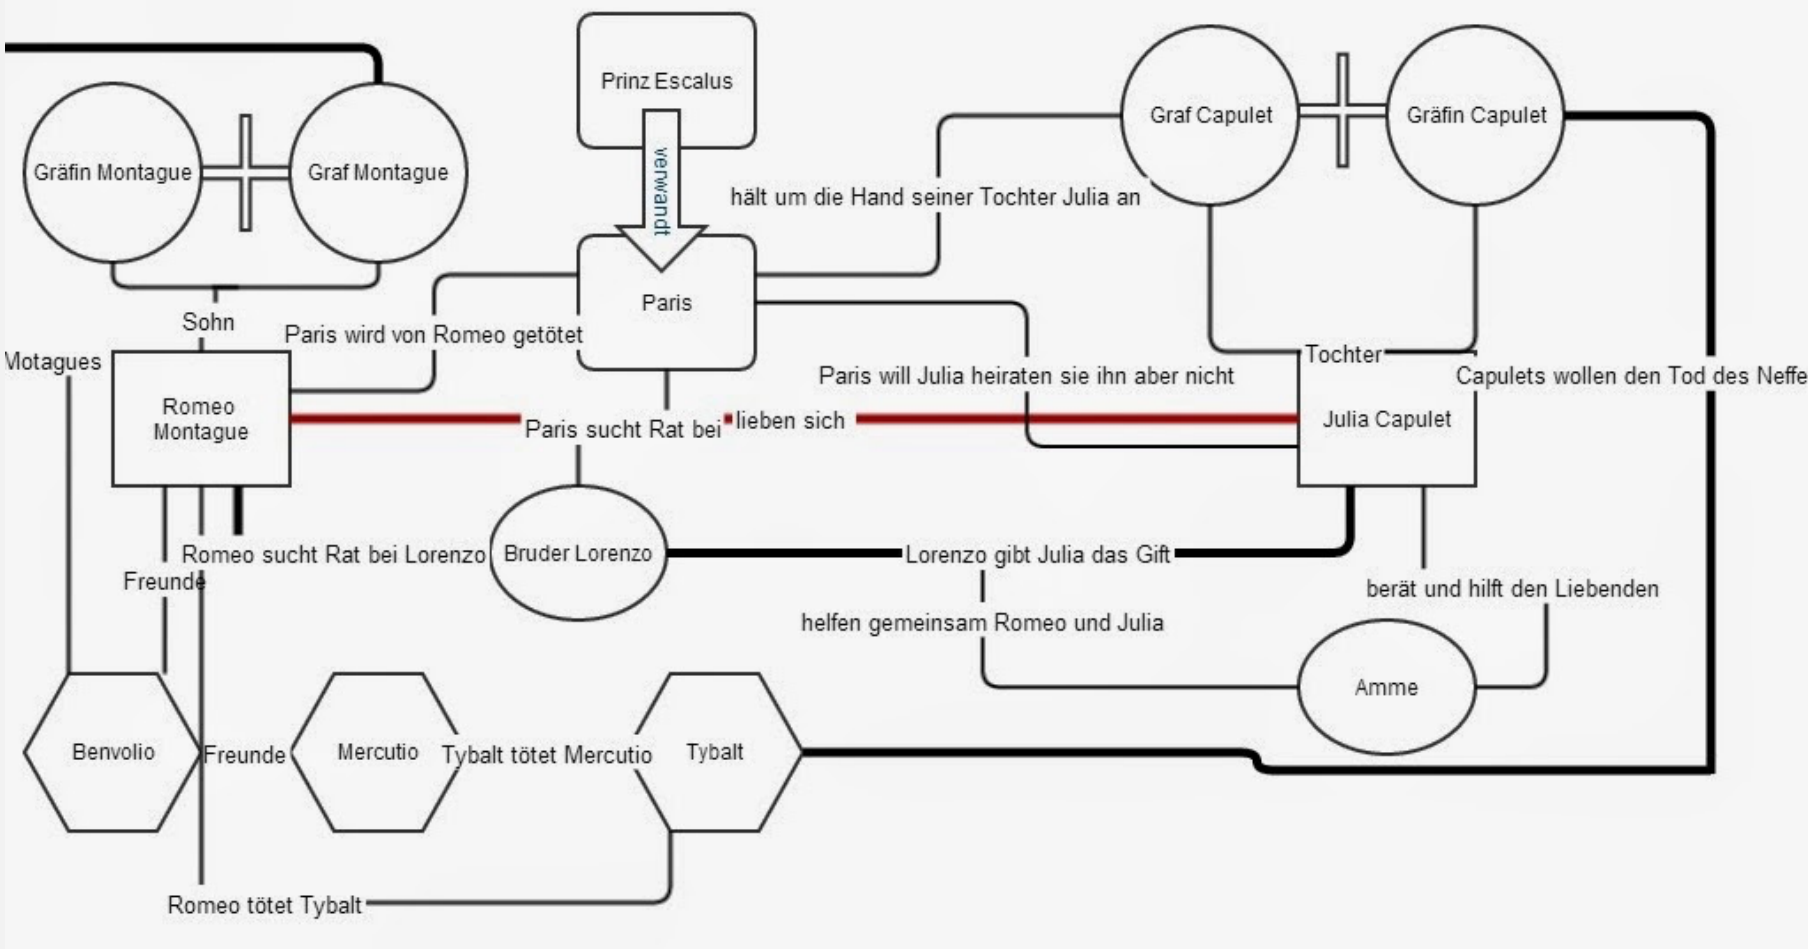 Prinz Escalus
Graf Capulet
Gräfin Capulet
Gräfin Montague
Graf Montague
verwandt
hält um die Hand seiner Tochter Julia an
Paris
Sohn
Paris wird von Romeo getötet
Motagues
Tochter
Paris will Julia heiraten sie ihn aber nicht
Capulets wollen den Tod des Neffe
Romeo
Montague
Paris sucht Rat bei
lieben sich
Julia Capulet
Romeo sucht Rat bei Lorenzo
Bruder Lorenzo
Lorenzo gibt Julia das Gift
Freunde
berät und hilft den Liebenden
helfen gemeinsam Romeo und Julia
Amme
Benvolio
Freunde
Mercutio
Tybalt tötet Mercutio
Tybalt
Romeo tötet Tybalt